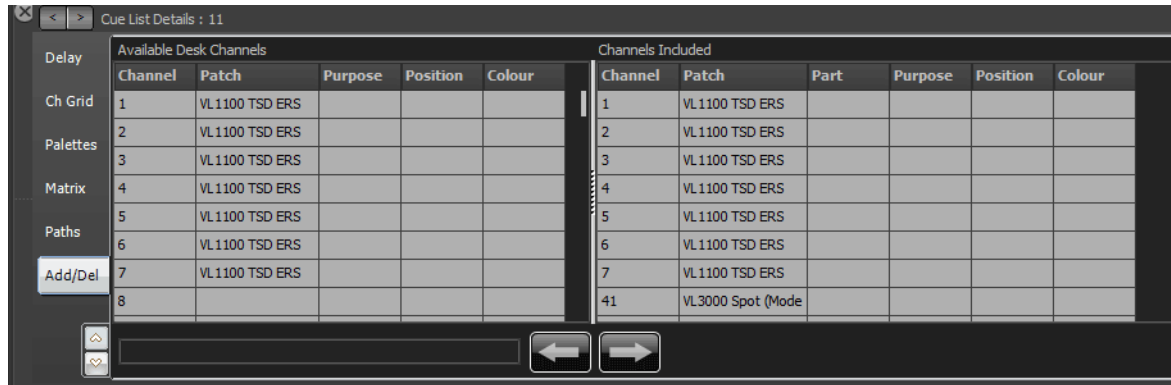 < > Cue List Details : 11
Delay
Ch Grid
Palettes
Matrix
Paths
Add/Del
Available Desk Channels
Channel Patch Purpose Position Colour
1 VL1100 TSD ERS
2 VL1100 TSD ERS
3 VL1100 TSD ERS
4 VL1100 TSD ERS
5 VL1100 TSD ERS
6 VL1100 TSD ERS
7 VL1100 TSD ERS
8
Channels Included
Channel Patch Part Purpose Position Colour
1 VL1100 TSD ERS
2 VL1100 TSD ERS
3 VL1100 TSD ERS
4 VL1100 TSD ERS
5 VL1100 TSD ERS
6 VL1100 TSD ERS
7 VL1100 TSD ERS
41 VL3000 Spot (Mode